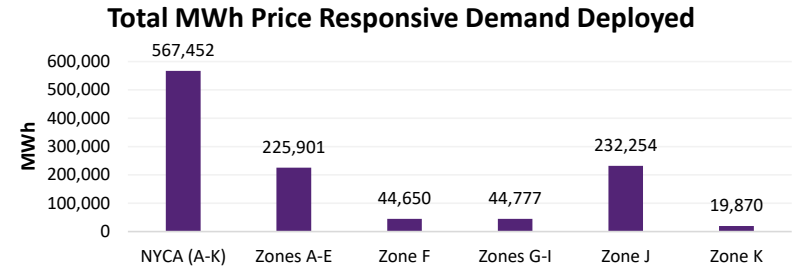 Total MWh Price Responsive Demand Deployed
MWh
600,000
500,000
400,000
300,000
200,000
100,000
0
567,452
225,901
44,650
44,777
232,254
19,870
NYCA (A-K)
Zones A-E
Zone F
Zones G-I
Zone J
Zone K